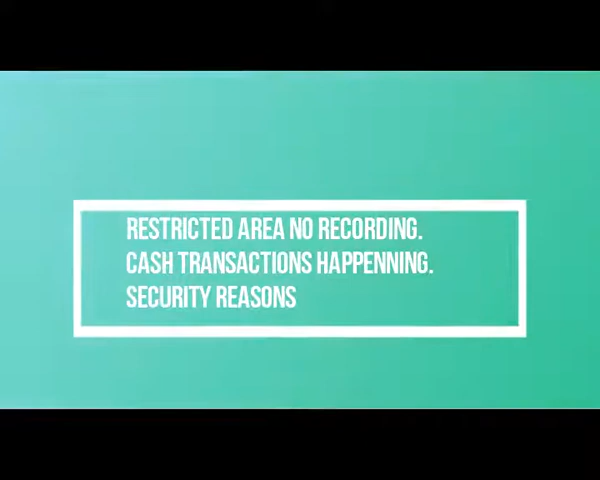 RESTRICTED AREA NO RECORDING.
CASH TRANSACTIONS HAPPENNING.
SECURITY REASONS